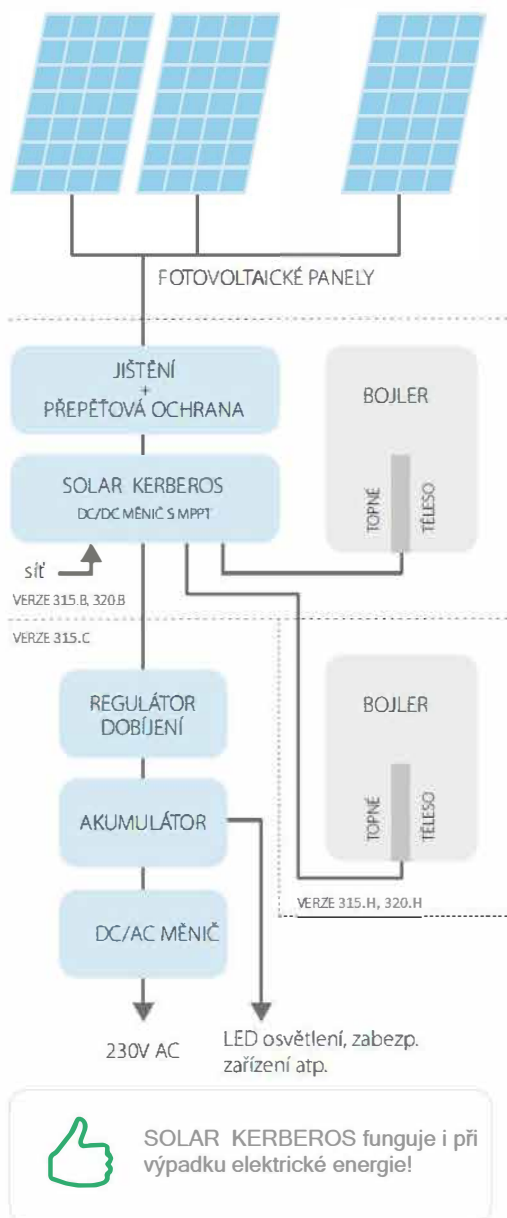 FOTOVOLTAICKÉ PANELY
JIŠTĚNÍ
+
PŘEPĚŤOVÁ OCHRANA
BOJLER
TOPNÉ
TĚLESO
SOLAR KERBEROS
DC/DC MĚNIČ S MPPT
síť
VERZE 315.B, 320.B
VERZE 315.C
REGULÁTOR
DOBÍJENÍ
BOJLER
TOPNÉ
TĚLESO
AKUMULÁTOR
VERZE 315.H, 320.H
DC/AC MĚNIČ
230V AC
LED osvětlení, zabezp.
zařízení atp.
SOLAR KERBEROS funguje i při
výpadku elektrické energie!